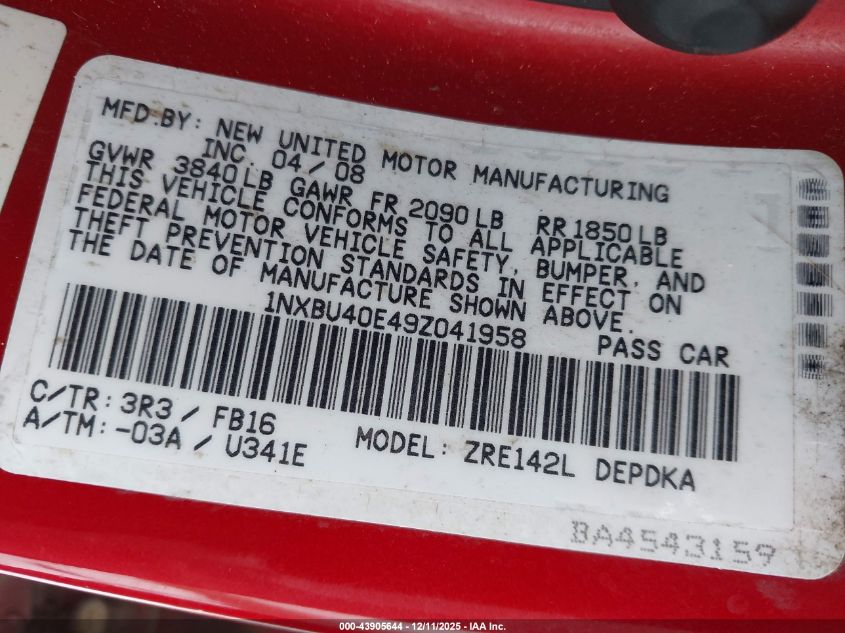 MFD.BY: NEW UNITED MOTOR MANUFACTURING
INC. 04/08
GVWR 3840LB GAWR FR 2090LB RR1850LB
THIS VEHICLE CONFORMS TO ALL APPLICABLE
FEDERAL MOTOR VEHICLE SAFETY, BUMPER, AND
THEFT PREVENTION STANDARDS IN EFFECT ON
THE DATE OF MANUFACTURE SHOWN ABOVE.
1NXBU40E49Z041958 PASS CAR
C/TR: 3R3 / FB16
A/TM: -03A / U341E MODEL: ZRE142L DEPDKA
BA4543159
000-43905644 - 12/11/2025 - IAA Inc.